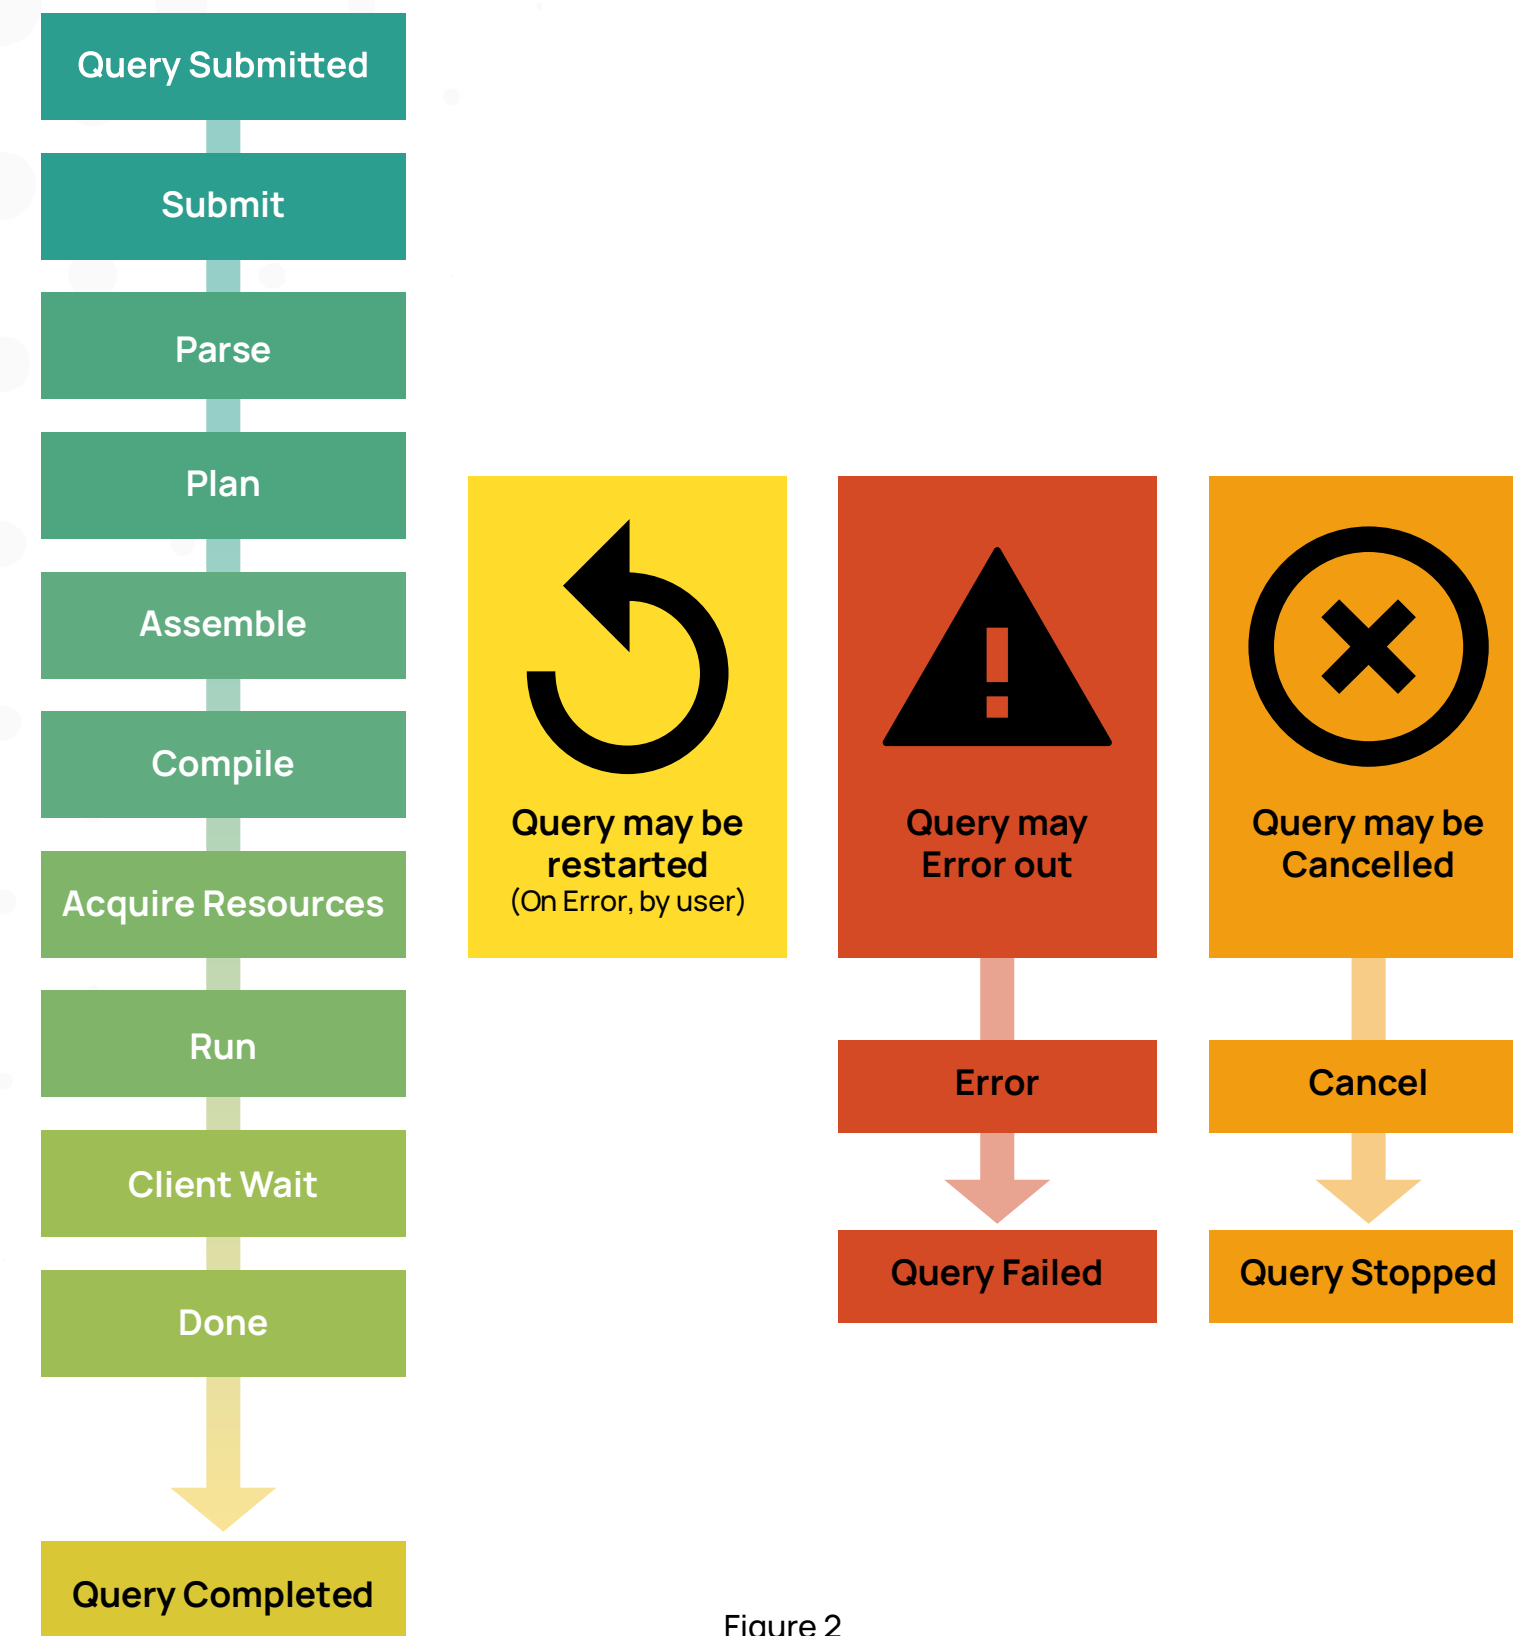 Query Submitted
Submit
Parse
Plan
Assemble
Compile
Acquire Resources
Run
Client Wait
Done
Query Completed
Query may be
restarted
(On Error, by user)
Query may
Error out
Error
Query Failed
Query may be
Cancelled
Cancel
Query Stopped
Figure 2